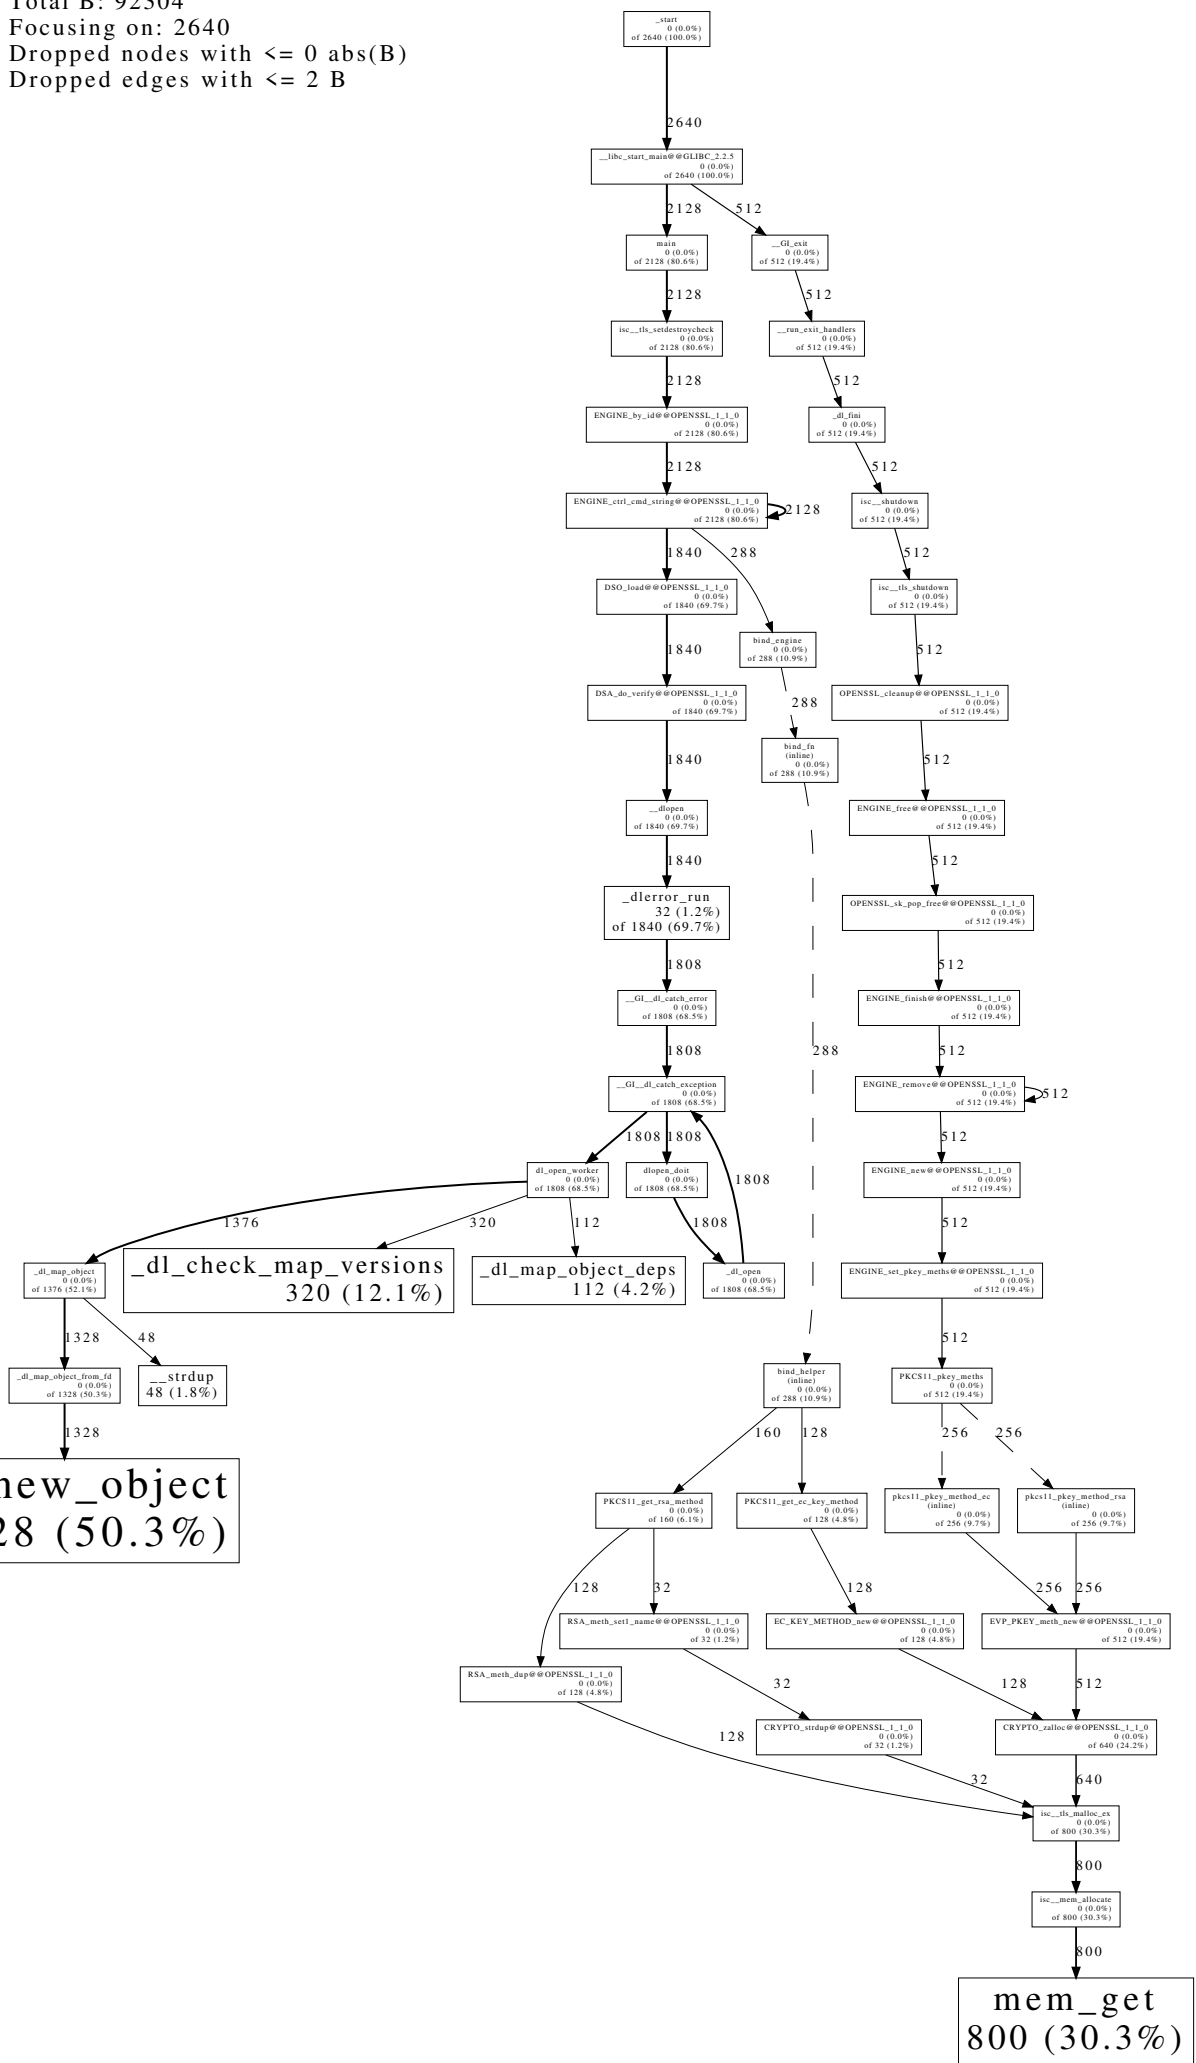 Total B: 92304
Focusing on: 2640
Dropped nodes with <= 0 abs(B)
Dropped edges with <= 2 B
_start
0 (0.0%)
of 2640 (100.0%)
2640
__libc_start_main@@GLIBC_2.2.5
0 (0.0%)
of 2640 (100.0%)
2128
512
main
0 (0.0%)
of 2128 (80.6%)
__GI_exit
0 (0.0%)
of 512 (19.4%)
2128
512
isc__tls_setdestroycheck
0 (0.0%)
of 2128 (80.6%)
__run_exit_handlers
0 (0.0%)
of 512 (19.4%)
2128
512
ENGINE_by_id@@OPENSSL_1_1_0
0 (0.0%)
of 2128 (80.6%)
_dl_fini
0 (0.0%)
of 512 (19.4%)
2128
512
ENGINE_ctrl_cmd_string@@OPENSSL_1_1_0
0 (0.0%)
of 2128 (80.6%)
2128
isc__shutdown
0 (0.0%)
of 512 (19.4%)
1840
288
512
DSO_load@@OPENSSL_1_1_0
0 (0.0%)
of 1840 (69.7%)
isc__tls_shutdown
0 (0.0%)
of 512 (19.4%)
bind_engine
0 (0.0%)
of 288 (10.9%)
1840
512
DSA_do_verify@@OPENSSL_1_1_0
0 (0.0%)
of 1840 (69.7%)
288
OPENSSL_cleanup@@OPENSSL_1_1_0
0 (0.0%)
of 512 (19.4%)
bind_fn
(inline)
0 (0.0%)
of 288 (10.9%)
1840
512
__dlopen
0 (0.0%)
of 1840 (69.7%)
ENGINE_free@@OPENSSL_1_1_0
0 (0.0%)
of 512 (19.4%)
1840
512
_dlerror_run
32 (1.2%)
of 1840 (69.7%)
OPENSSL_sk_pop_free@@OPENSSL_1_1_0
0 (0.0%)
of 512 (19.4%)
1808
512
__GI__dl_catch_error
0 (0.0%)
of 1808 (68.5%)
ENGINE_finish@@OPENSSL_1_1_0
0 (0.0%)
of 512 (19.4%)
1808
288
512
__GI__dl_catch_exception
0 (0.0%)
of 1808 (68.5%)
ENGINE_remove@@OPENSSL_1_1_0
0 (0.0%)
of 512 (19.4%)
512
1808
1808
512
dl_open_worker
0 (0.0%)
of 1808 (68.5%)
dlopen_doit
0 (0.0%)
of 1808 (68.5%)
1808
ENGINE_new@@OPENSSL_1_1_0
0 (0.0%)
of 512 (19.4%)
1376
320
112
1808
512
_dl_map_object
0 (0.0%)
of 1376 (52.1%)
_dl_check_map_versions
320 (12.1%)
_dl_map_object_deps
112 (4.2%)
_dl_open
0 (0.0%)
of 1808 (68.5%)
ENGINE_set_pkey_meths@@OPENSSL_1_1_0
0 (0.0%)
of 512 (19.4%)
1328
48
512
_dl_map_object_from_fd
0 (0.0%)
of 1328 (50.3%)
__strdup
48 (1.8%)
bind_helper
(inline)
0 (0.0%)
of 288 (10.9%)
PKCS11_pkey_meths
0 (0.0%)
of 512 (19.4%)
1328
160
128
256
256
new_object
28 (50.3%)
PKCS11_get_rsa_method
0 (0.0%)
of 160 (6.1%)
PKCS11_get_ec_key_method
0 (0.0%)
of 128 (4.8%)
pkcs11_pkey_method_ec
(inline)
0 (0.0%)
of 256 (9.7%)
pkcs11_pkey_method_rsa
(inline)
0 (0.0%)
of 256 (9.7%)
128
32
128
256
256
RSA_meth_set1_name@@OPENSSL_1_1_0
0 (0.0%)
of 32 (1.2%)
EC_KEY_METHOD_new@@OPENSSL_1_1_0
0 (0.0%)
of 128 (4.8%)
EVP_PKEY_meth_new@@OPENSSL_1_1_0
0 (0.0%)
of 512 (19.4%)
RSA_meth_dup@@OPENSSL_1_1_0
0 (0.0%)
of 128 (4.8%)
32
128
512
128
CRYPTO_strdup@@OPENSSL_1_1_0
0 (0.0%)
of 32 (1.2%)
CRYPTO_zalloc@@OPENSSL_1_1_0
0 (0.0%)
of 640 (24.2%)
32
640
isc__tls_malloc_ex
0 (0.0%)
of 800 (30.3%)
800
isc__mem_allocate
0 (0.0%)
of 800 (30.3%)
800
mem_get
800 (30.3%)